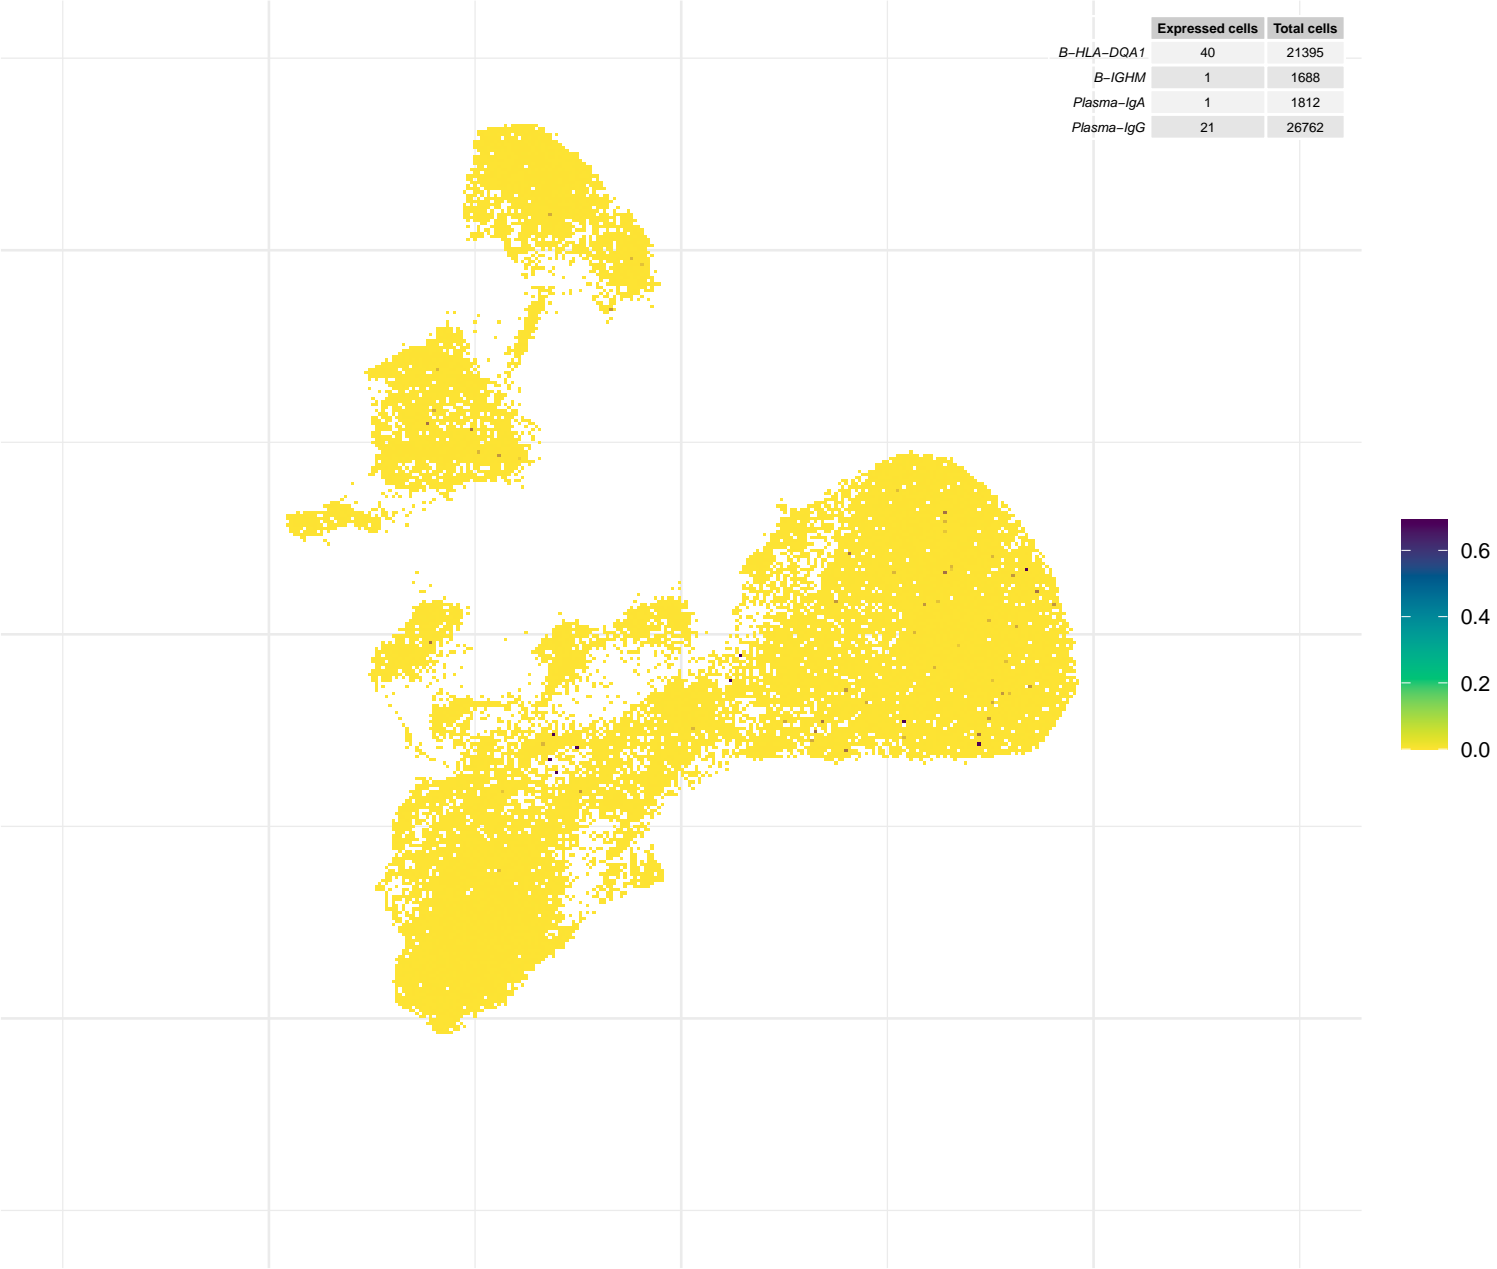 Expressed cells Total cells
B−HLA−DQA1 40 21395
B−IGHM 1 1688
Plasma−IgA 1 1812
Plasma−IgG 21 26762
0.6
0.4
0.2
0.0